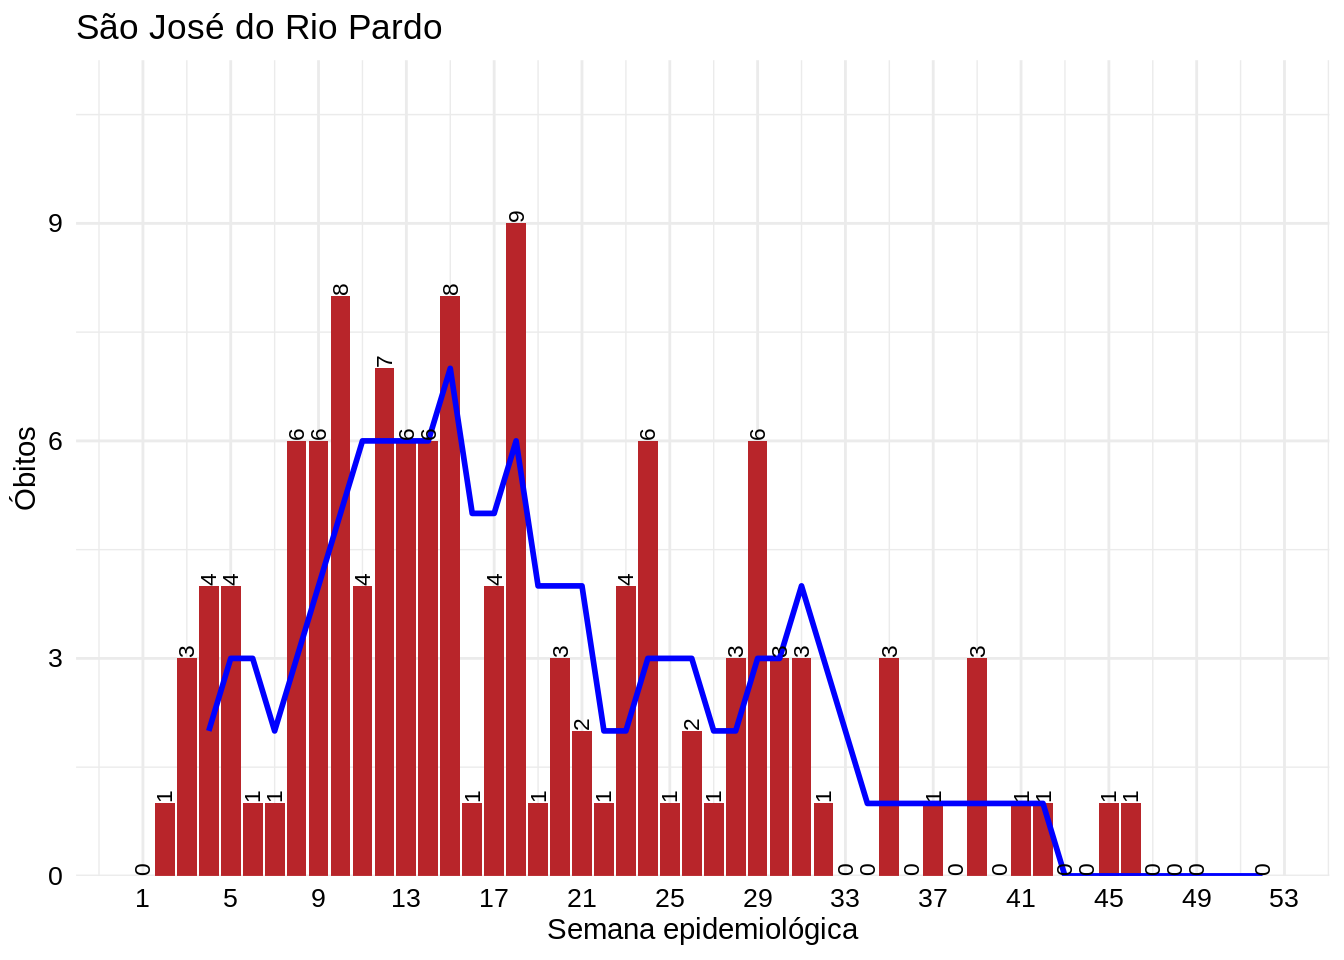 São José do Rio Pardo
Óbitos
9
6
3
0
0 1 3 4 4 1 1 6 6 8 4 7 6 6 8 1 4 9 1 3 2 1 4 6 1 2 1 3 6 3 3 1 0 0 3 0 1 0 3 0 1 1 0 0 1 1 0 0 0 0
1 5 9 13 17 21 25 29 33 37 41 45 49 53
Semana epidemiológica